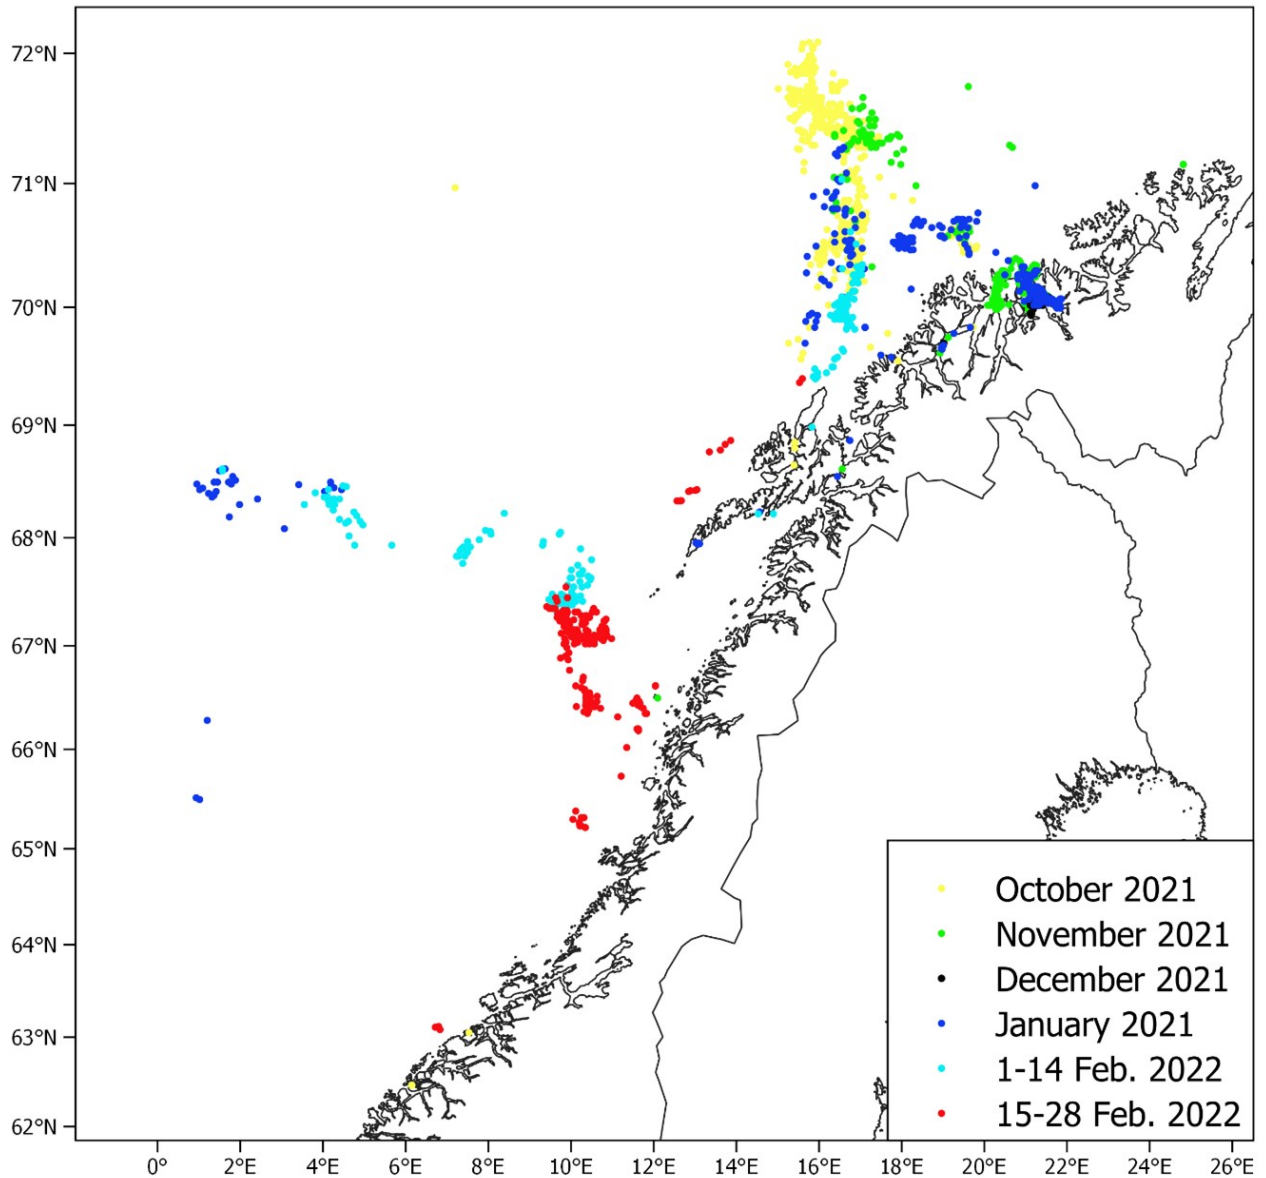 72°N
71°N
70°N
69°N
68°N
67°N
66°N
65°N
64°N
63°N
62°N
October 2021
November 2021
December 2021
January 2021
1-14 Feb. 2022
15-28 Feb. 2022
0° 2°E 4°E 6°E 8°E 10°E 12°E 14°E 16°E 18°E 20°E 22°E 24°E 26°E